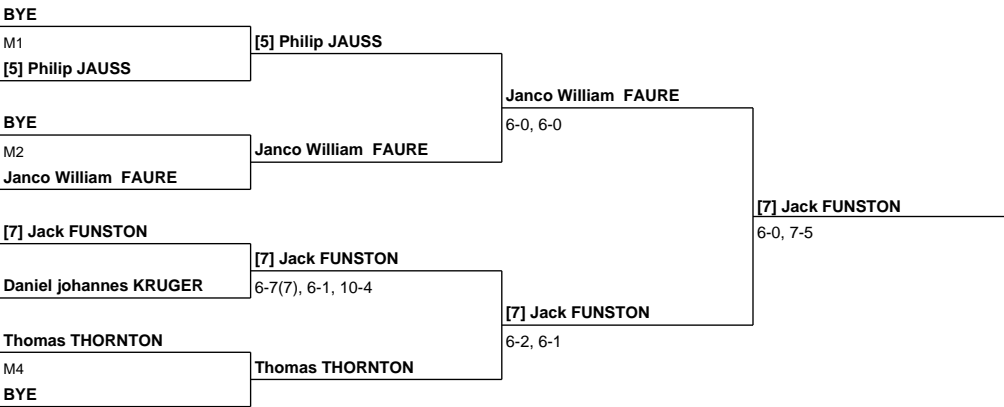 BYE
M1
[5] Philip JAUSS
[5] Philip JAUSS
Janco William  FAURE
6-0, 6-0
BYE
M2
Janco William  FAURE
Janco William  FAURE
[7] Jack FUNSTON
6-0, 7-5
[7] Jack FUNSTON
[7] Jack FUNSTON
Daniel johannes KRUGER
6-7(7), 6-1, 10-4
[7] Jack FUNSTON
6-2, 6-1
Thomas THORNTON
M4
Thomas THORNTON
BYE